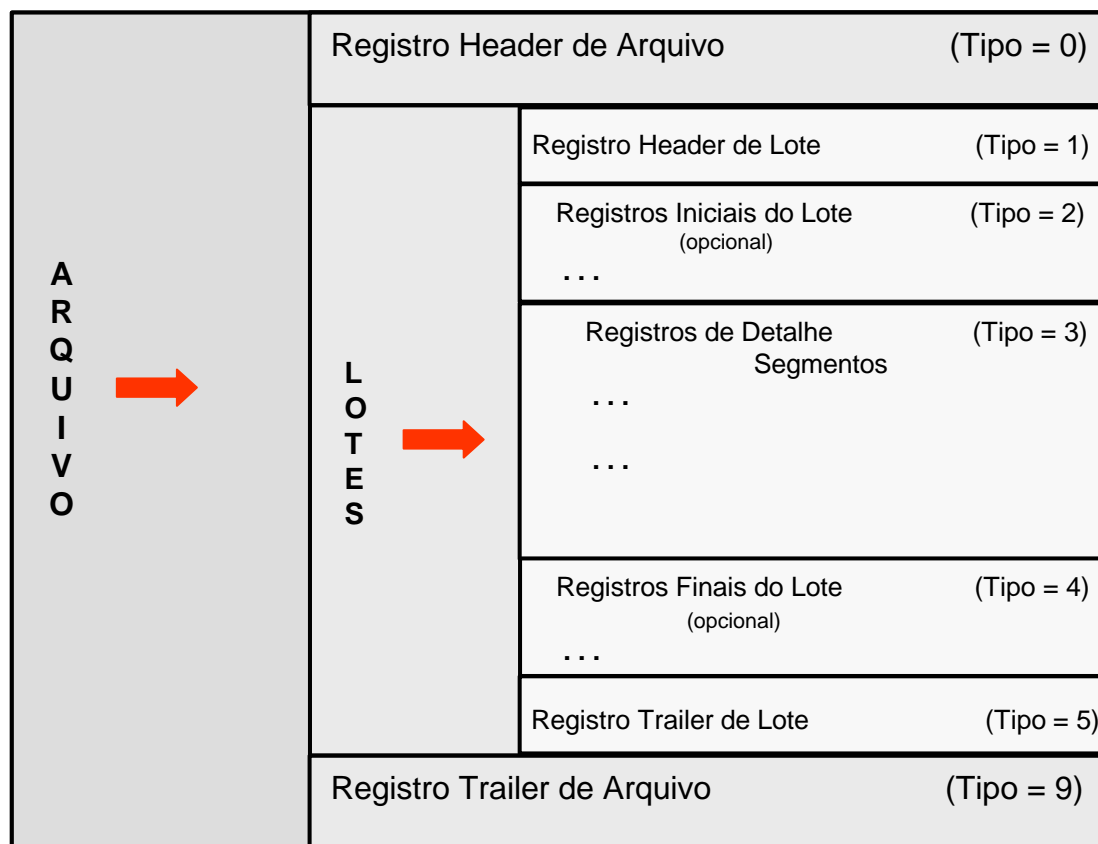 ARQUIVO
Registro Header de Arquivo (Tipo = 0)
LOTES
Registro Header de Lote (Tipo = 1)
Registros Iniciais do Lote (Tipo = 2)
(opcional)
. . .
Registros de Detalhe (Tipo = 3)
Segmentos
. . .
. . .
Registros Finais do Lote (Tipo = 4)
(opcional)
. . .
Registro Trailer de Lote (Tipo = 5)
Registro Trailer de Arquivo (Tipo = 9)